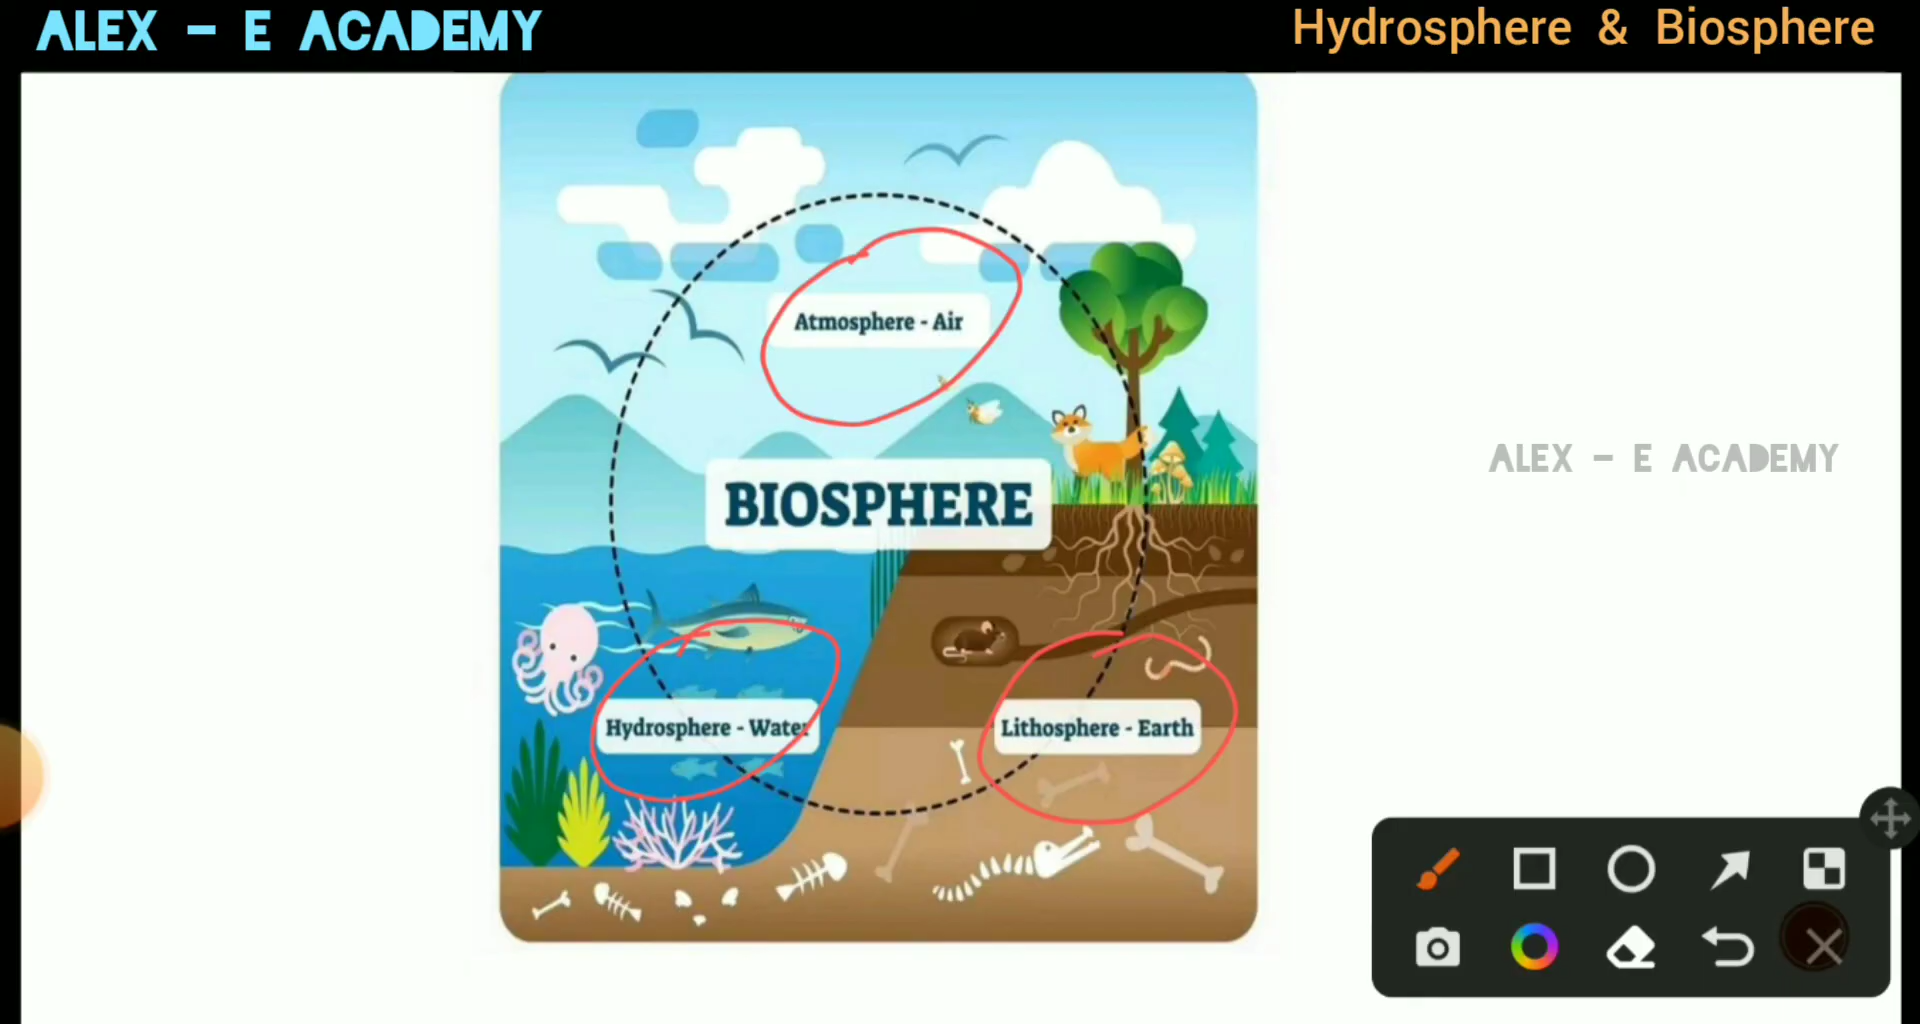 ALEX - E ACADEMY
Hydrosphere & Biosphere
Atmosphere - Air
ALEX - E ACADEMY
BIOSPHERE
Hydrosphere - Water
Lithosphere - Earth